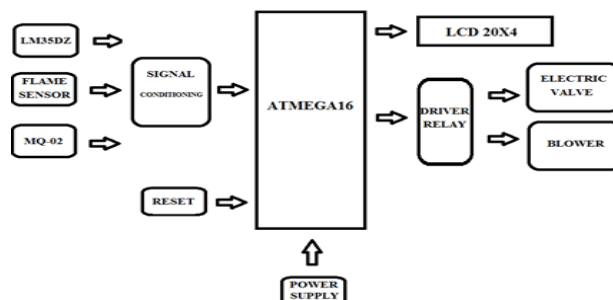 LM35DZ
FLAME
SENSOR
MQ-02
SIGNAL
CONDITIONING
RESET
ATMEGA16
POWER
SUPPLY
LCD 20X4
DRIVER
RELAY
ELECTRIC
VALVE
BLOWER